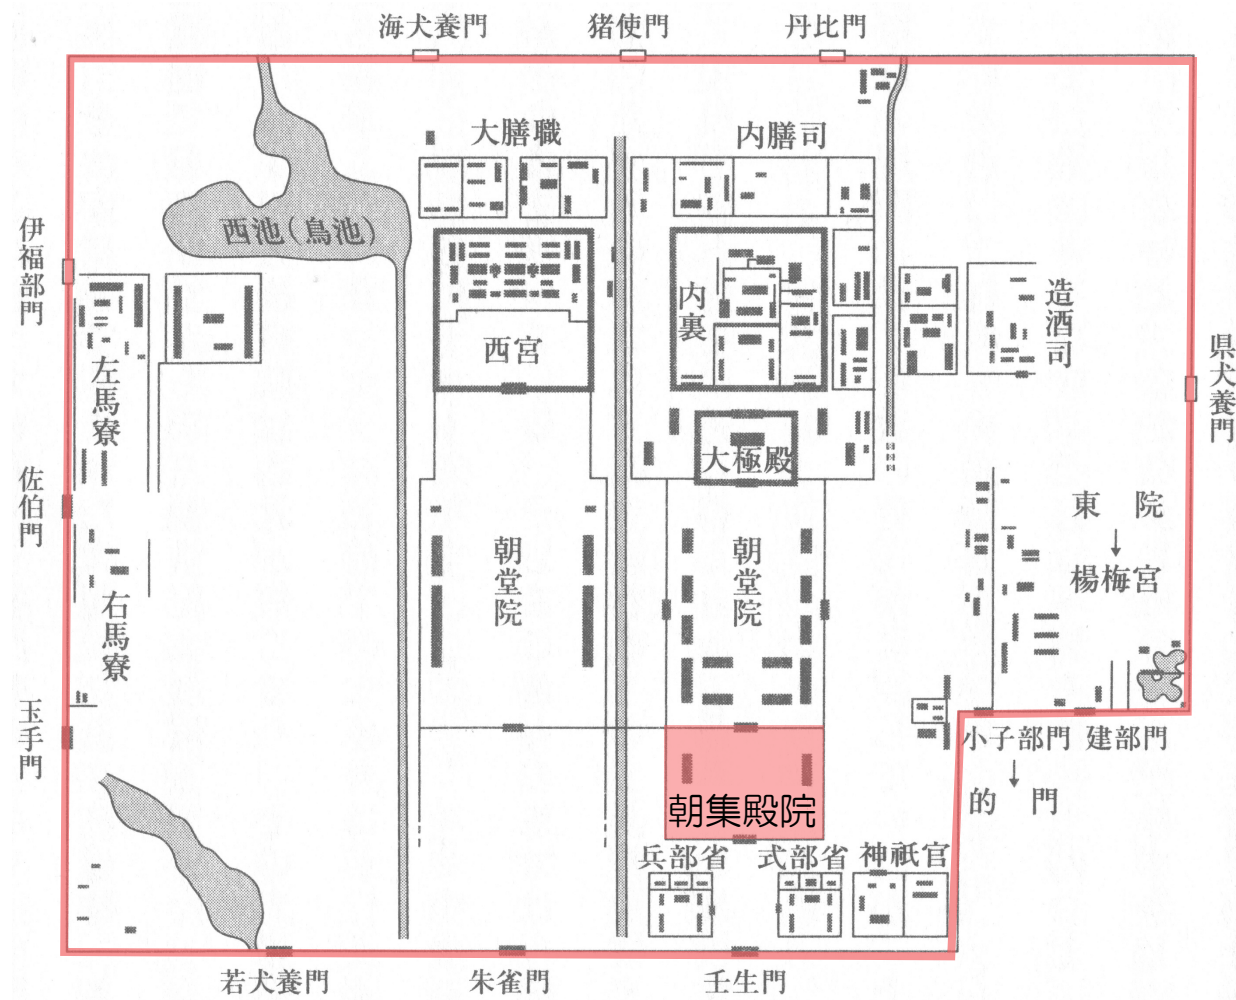 海犬養門
猪使門
丹比門
大膳職
内膳司
西池(鳥池)
伊福部門
左馬寮
西宮
内裏
造酒司
県犬養門
大極殿
佐伯門
朝堂院
朝堂院
東院
楊梅宮
右馬寮
玉手門
小子部門
建部門
的門
朝集殿院
兵部省
式部省
神祇官
若犬養門
朱雀門
壬生門